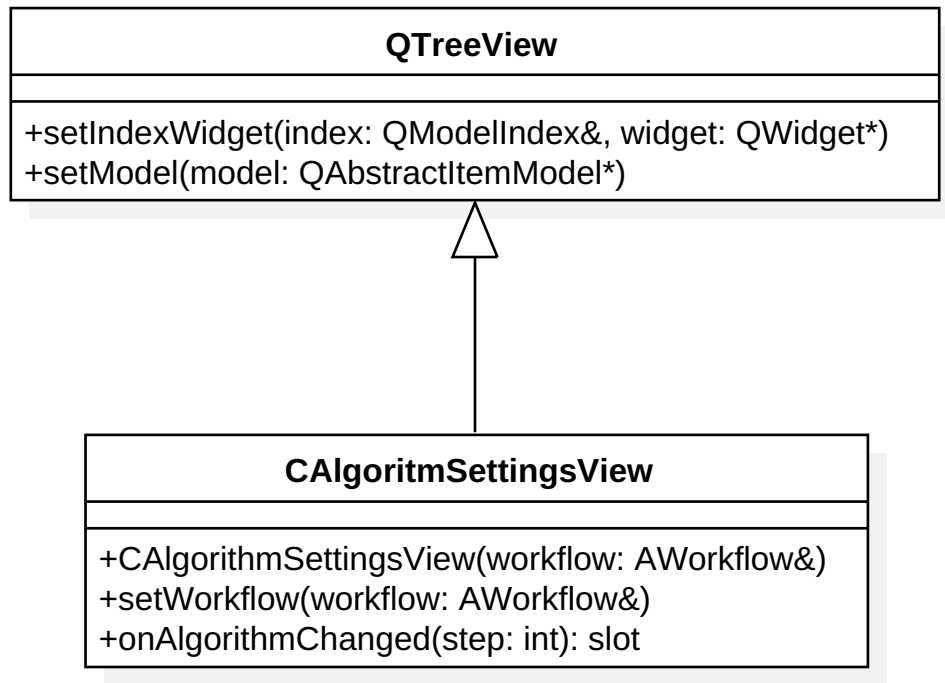 QTreeView
+setIndexWidget(index: QModelIndex&, widget: QWidget*)
+setModel(model: QAbstractItemModel*)
CAlgoritmSettingsView
+CAlgorithmSettingsView(workflow: AWorkflow&)
+setWorkflow(workflow: AWorkflow&)
+onAlgorithmChanged(step: int): slot